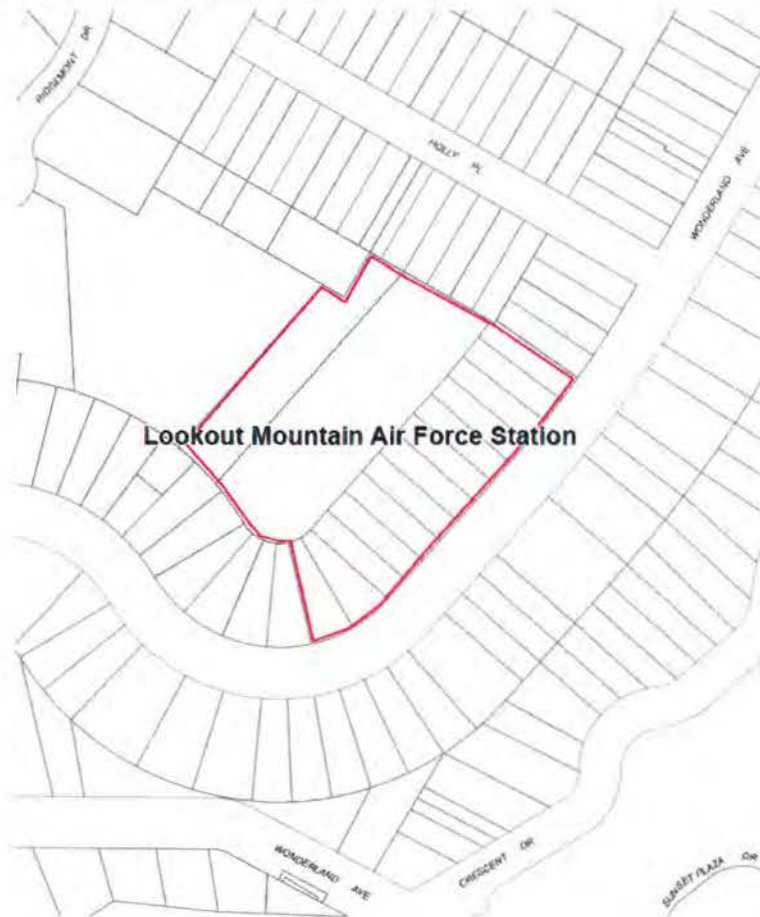 RIDGEMONT DR
HOLLY PL
WONDERLAND AVE
Lookout Mountain Air Force Station
WONDERLAND AVE
CRESCENT DR
SUNSET PLAZA DR